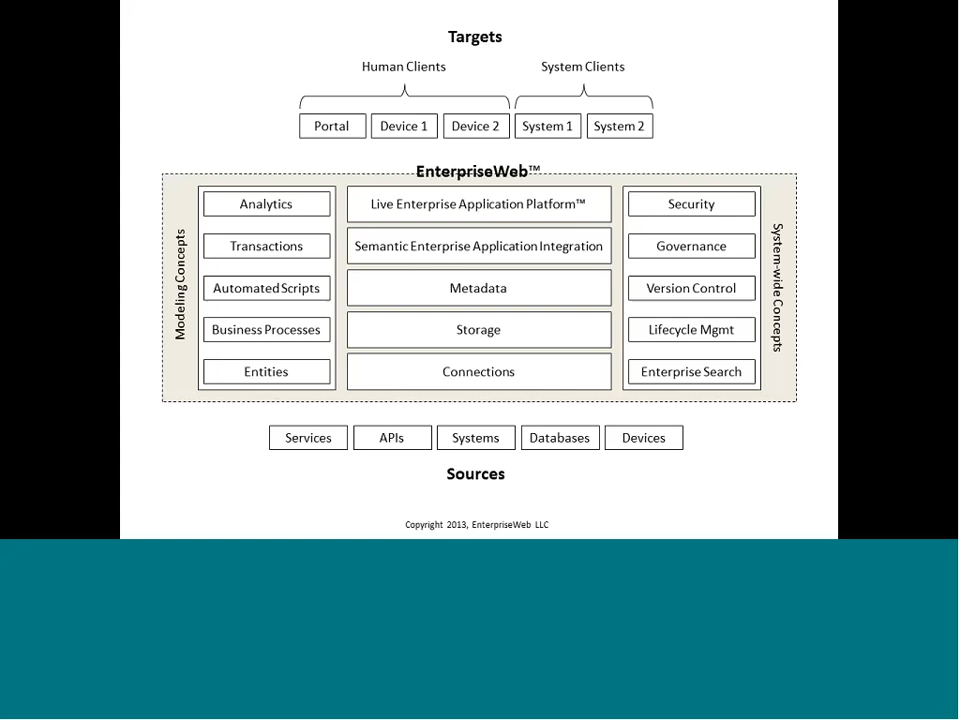 Targets
Human Clients
System Clients
Portal
Device 1
Device 2
System 1
System 2
EnterpriseWeb™
Modeling Concepts
Analytics
Transactions
Automated Scripts
Business Processes
Entities
Live Enterprise Application Platform™
Semantic Enterprise Application Integration
Metadata
Storage
Connections
Security
Governance
Version Control
Lifecycle Mgmt
Enterprise Search
System-wide Concepts
Services
APIs
Systems
Databases
Devices
Sources
Copyright 2013, EnterpriseWeb LLC